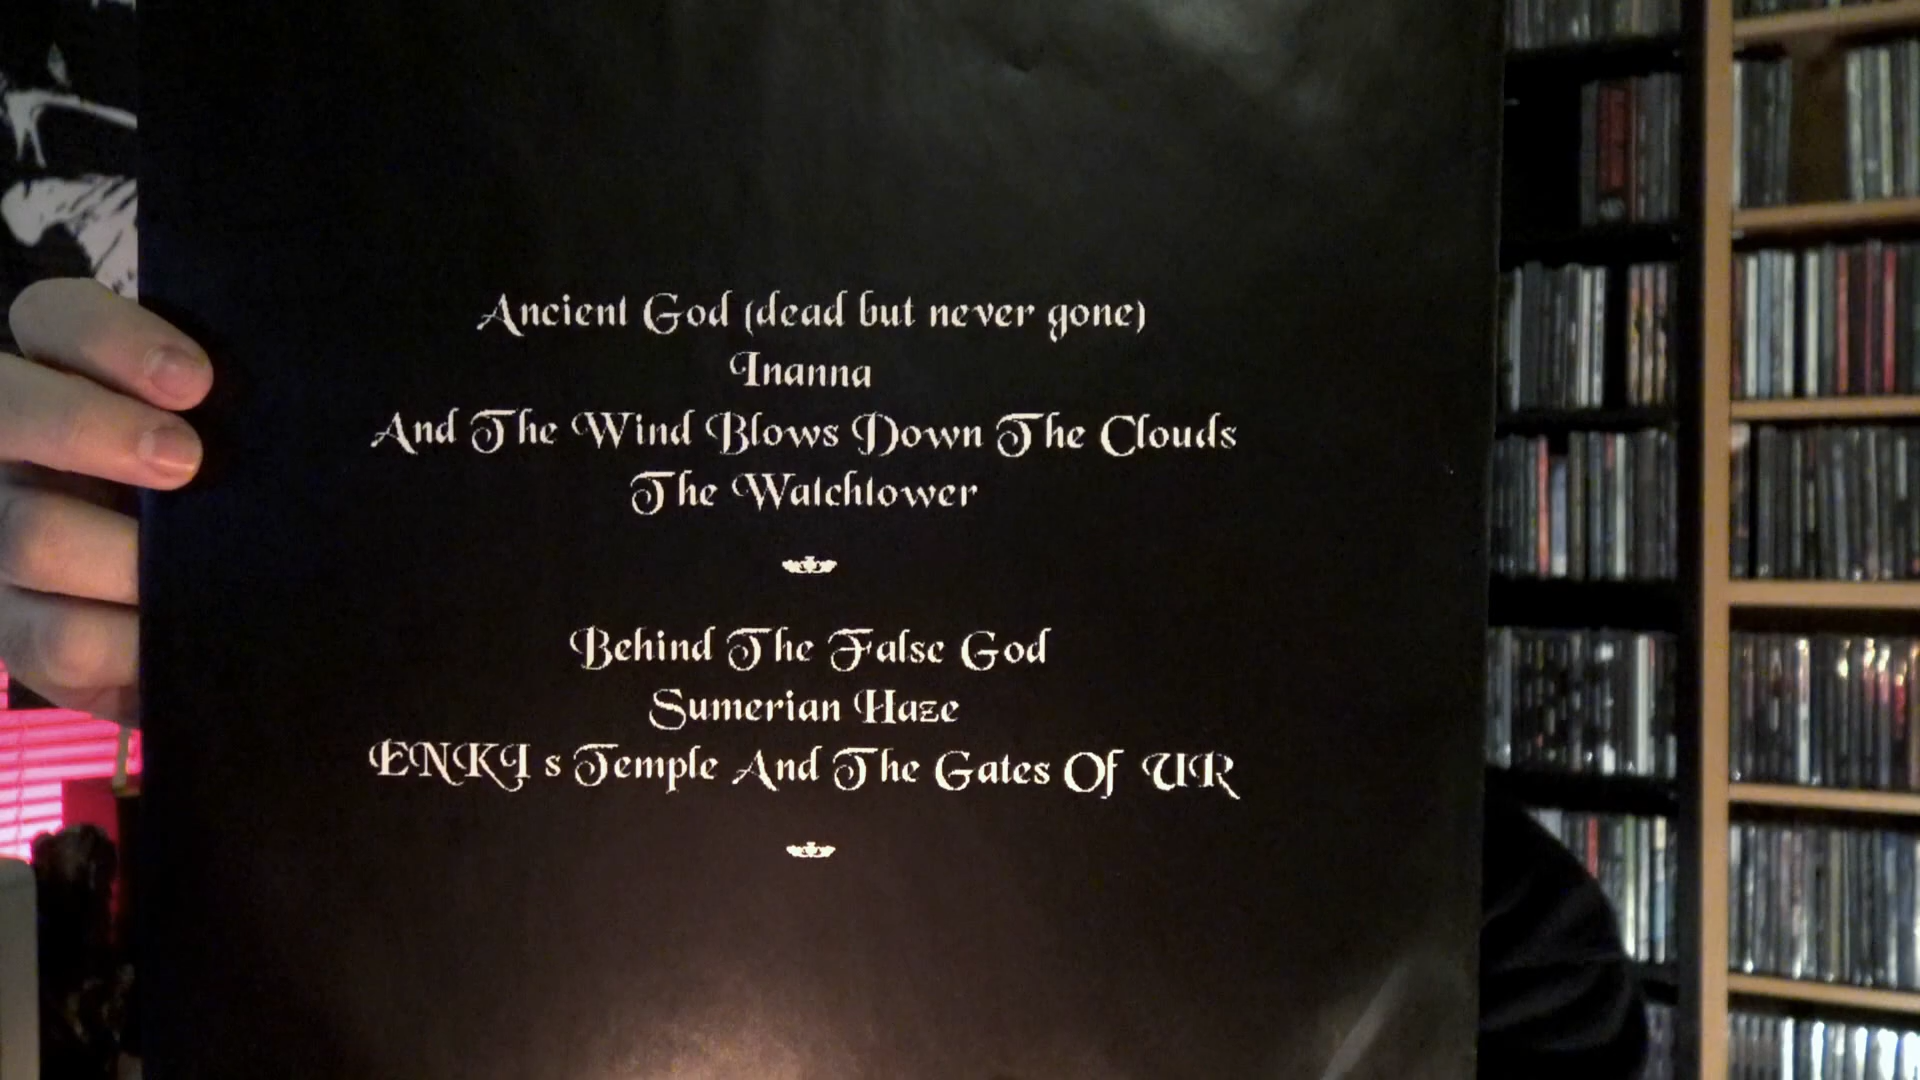 Ancient God (dead but never gone)
Inanna
And The Wind Blows Down The Clouds
The Watchtower
Behind The False God
Sumerian Haze
ENKI s Temple And The Gates Of UR